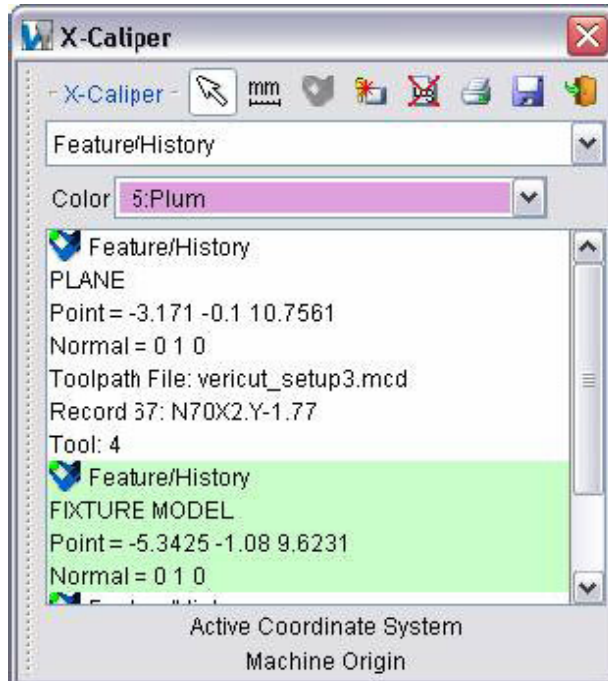 X-Caliper
X-Caliper
mm
Feature/History
Color 5:Plum
Feature/History
PLANE
Point = -3.171 -0.1 10.7561
Normal = 0 1 0
Toolpath File: vericut_setup3.mcd
Record 67: N70X2.Y-1.77
Tool: 4
Feature/History
FIXTURE MODEL
Point = -5.3425 -1.08 9.6231
Normal = 0 1 0
Active Coordinate System
Machine Origin